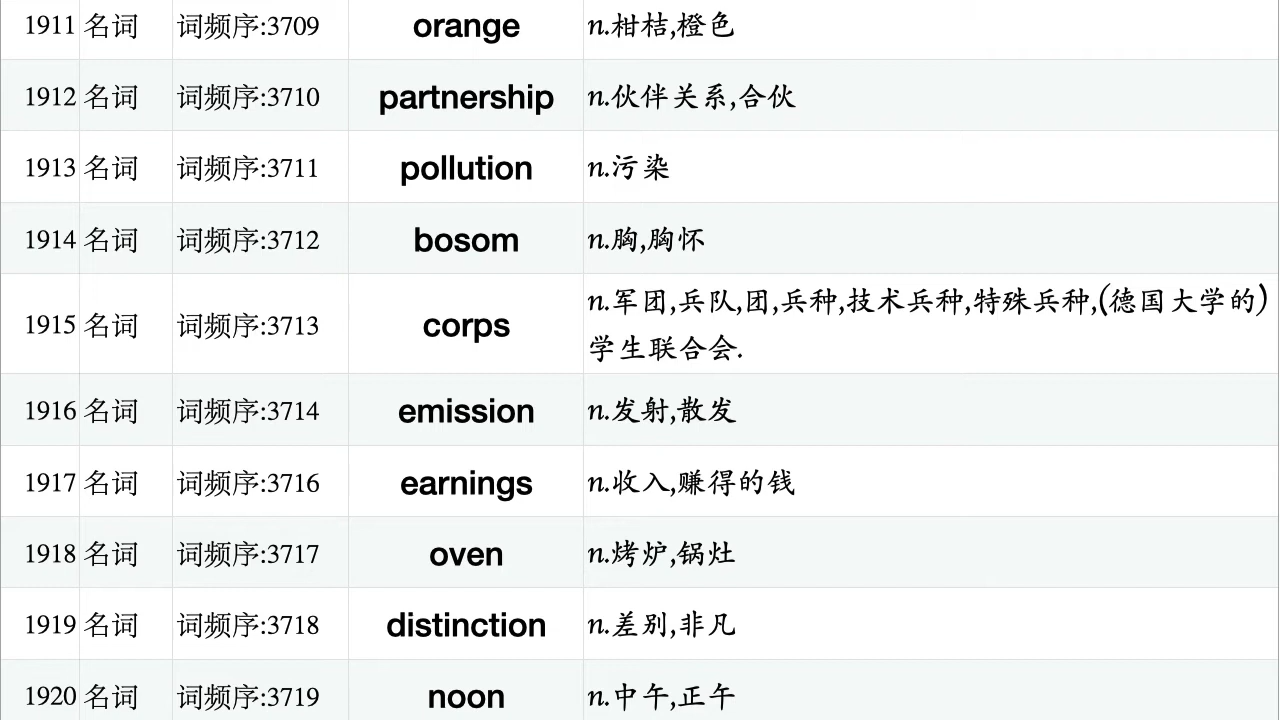 1911 名词 词频序:3709 orange n.柑桔,橙色
1912 名词 词频序:3710 partnership n.伙伴关系,合伙
1913 名词 词频序:3711 pollution n.污染
1914 名词 词频序:3712 bosom n.胸,胸怀
1915 名词 词频序:3713 corps n.军团,兵队,团,兵种,技术兵种,特殊兵种,(德国大学的)
学生联合会.
1916 名词 词频序:3714 emission n.发射,散发
1917 名词 词频序:3716 earnings n.收入,赚得的钱
1918 名词 词频序:3717 oven n.烤炉,锅灶
1919 名词 词频序:3718 distinction n.差别,非凡
1920 名词 词频序:3719 noon n.中午,正午